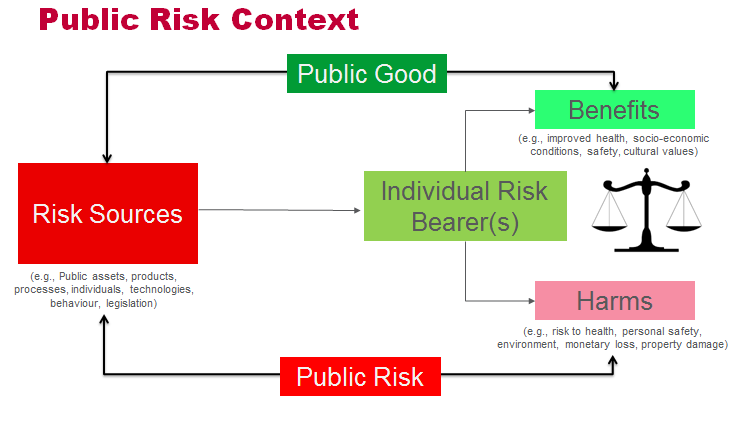 Public Risk Context
Public Good
Benefits
(e.g., improved health, socio-economic
conditions, safety, cultural values)
Risk Sources
(e.g., Public assets, products,
processes, individuals, technologies,
behaviour, legislation)
Individual Risk
Bearer(s)
Harms
(e.g., risk to health, personal safety,
environment, monetary loss, property damage)
Public Risk